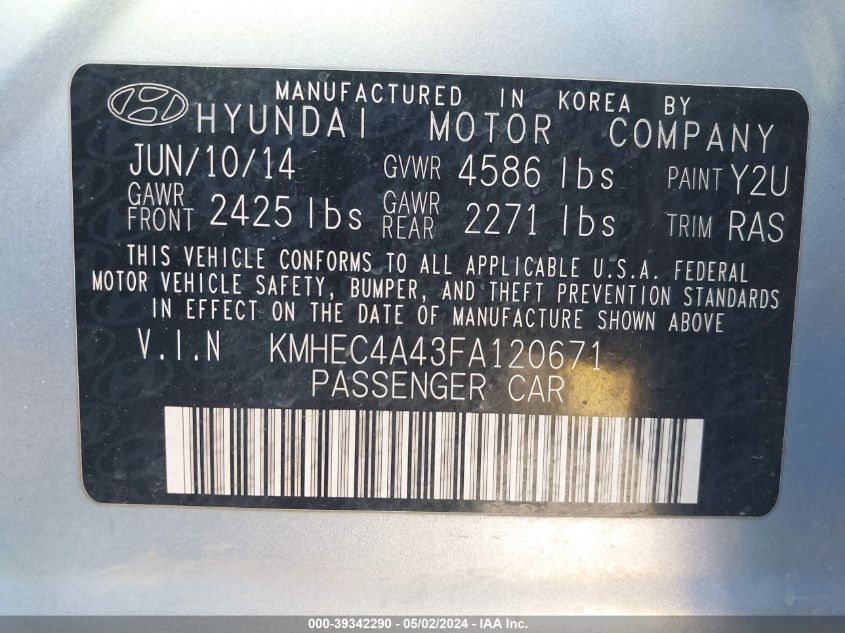 MANUFACTURED IN KOREA BY
HYUNDAI MOTOR COMPANY
JUN/10/14 GVWR 4586 lbs PAINT Y2U
GAWR FRONT 2425 lbs GAWR REAR 2271 lbs TRIM RAS
THIS VEHICLE CONFORMS TO ALL APPLICABLE U.S.A. FEDERAL
MOTOR VEHICLE SAFETY, BUMPER, AND THEFT PREVENTION STANDARDS
IN EFFECT ON THE DATE OF MANUFACTURE SHOWN ABOVE
V.I.N KMHEC4A43FA120671
PASSENGER CAR
000-39342290 - 05/02/2024 - IAA Inc.